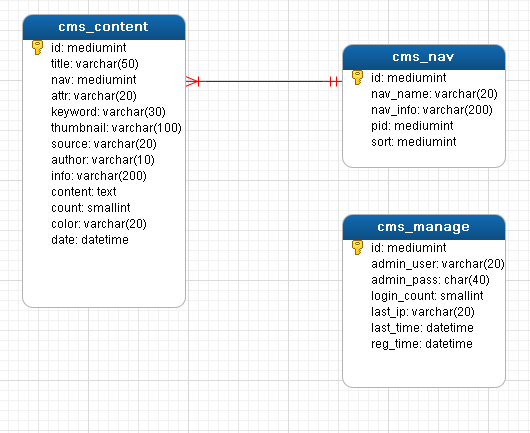 cms_content
id: mediumint
title: varchar(50)
nav: mediumint
attr: varchar(20)
keyword: varchar(30)
thumbnail: varchar(100)
source: varchar(20)
author: varchar(10)
info: varchar(200)
content: text
count: smallint
color: varchar(20)
date: datetime
cms_nav
id: mediumint
nav_name: varchar(20)
nav_info: varchar(200)
pid: mediumint
sort: mediumint
cms_manage
id: mediumint
admin_user: varchar(20)
admin_pass: char(40)
login_count: smallint
last_ip: varchar(20)
last_time: datetime
reg_time: datetime